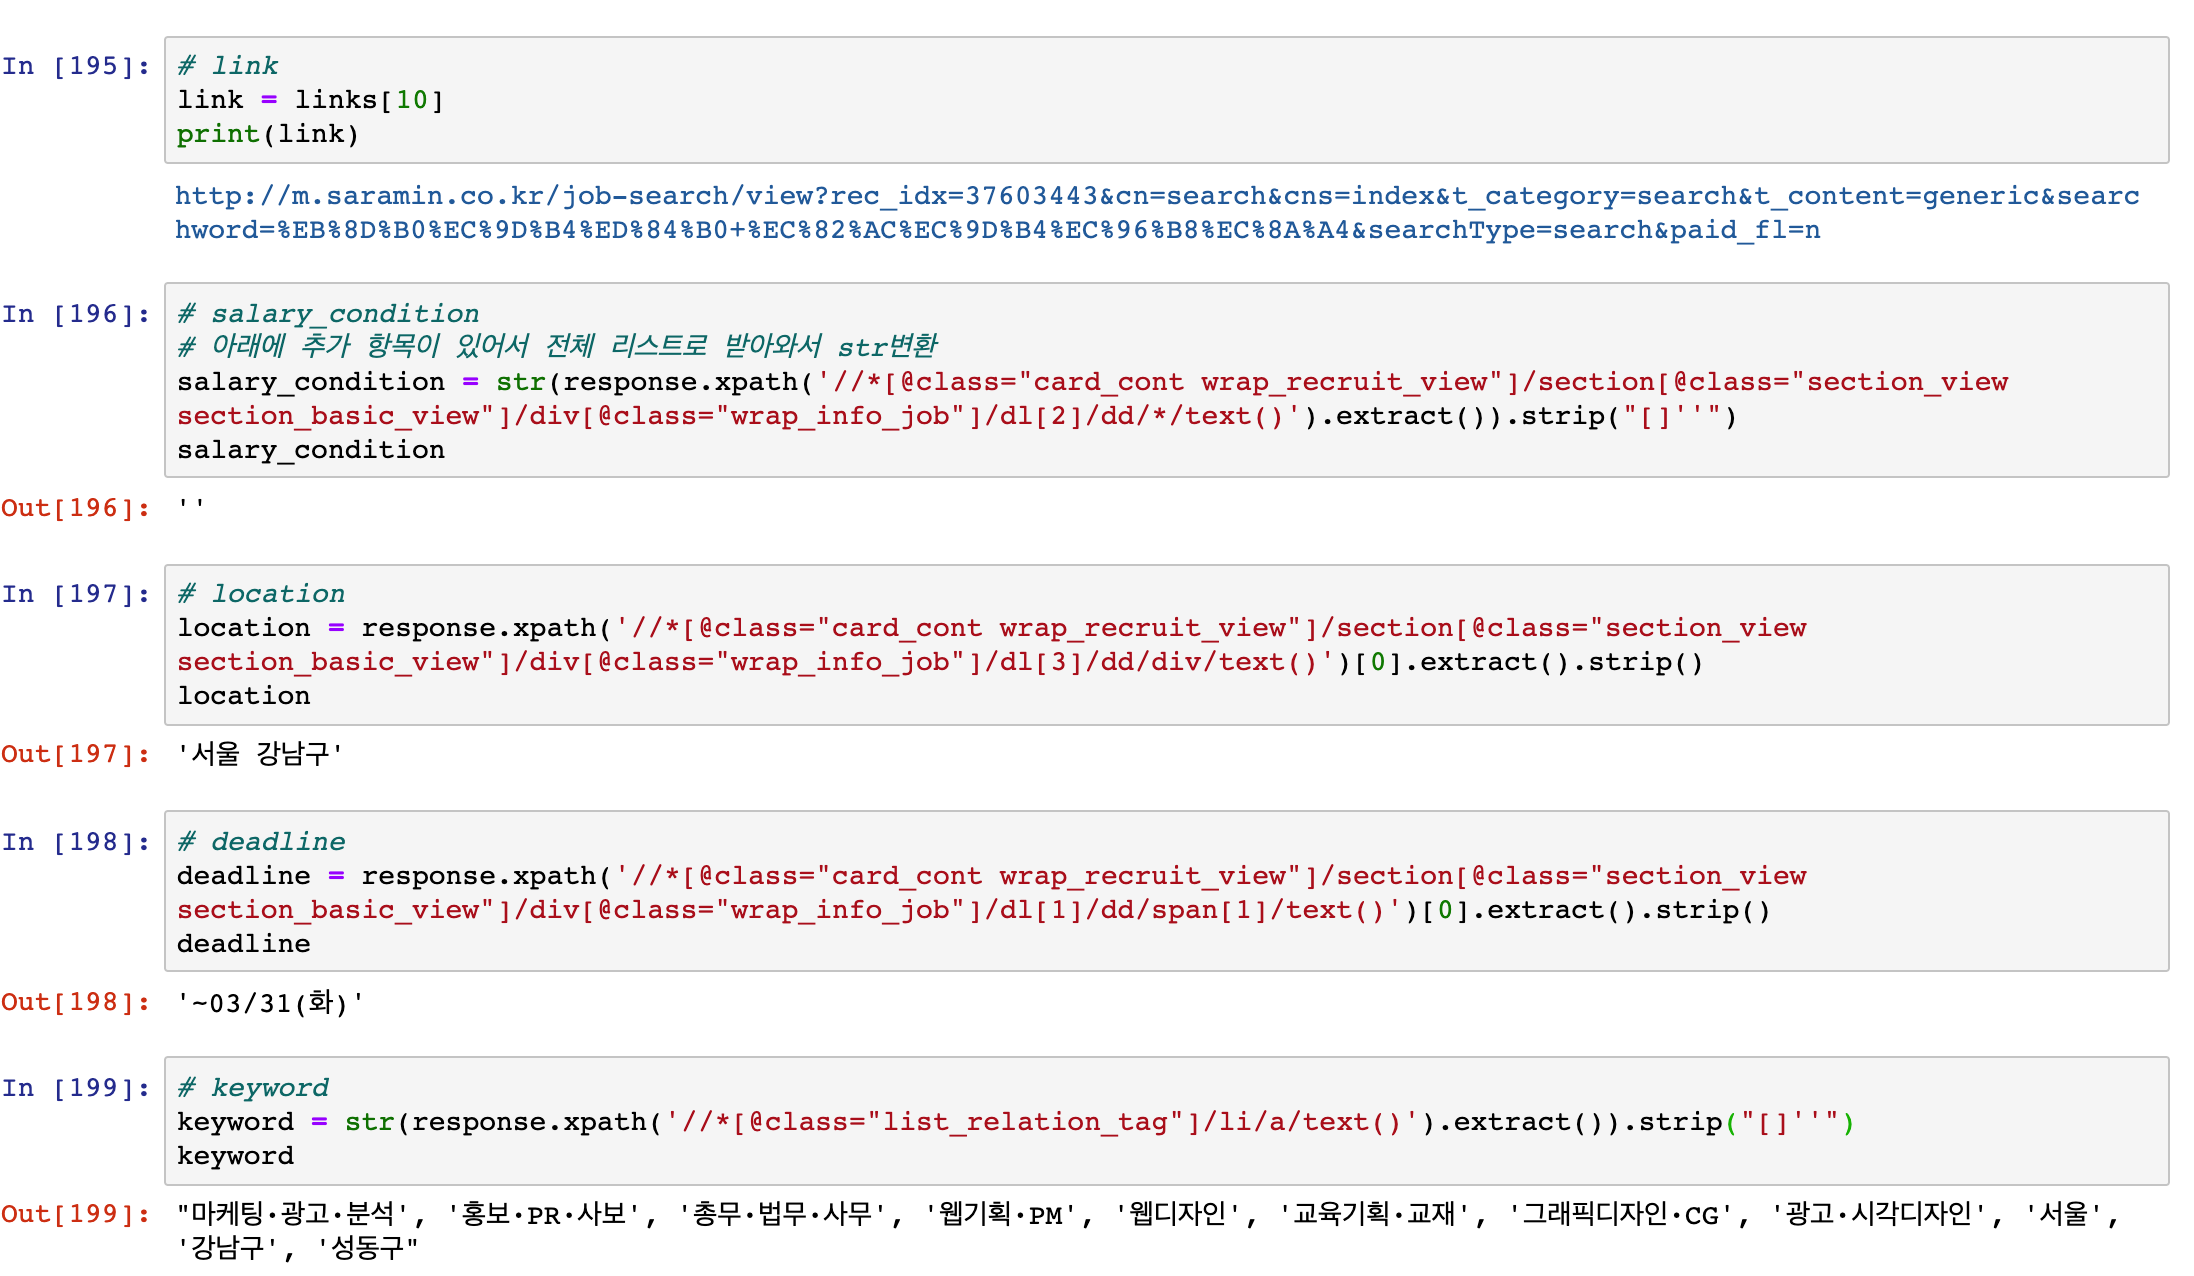 In [195]: # link
link = links[10]
print(link)
http://m.saramin.co.kr/job-search/view?rec_idx=37603443&cn=search&cns=index&t_category=search&t_content=generic&searc
hword=%EB%8D%B0%EC%9D%B4%ED%84%B0+%EC%82%AC%EC%9D%B4%EC%96%B8%EC%8A%A4&searchType=search&paid_fl=n
In [196]: # salary_condition
# 아래에 추가 항목이 있어서 전체 리스트로 받아와서 str변환
salary_condition = str(response.xpath('//*[@class="card_cont wrap_recruit_view"]/section[@class="section_view
section_basic_view"]/div[@class="wrap_info_job"]/dl[2]/dd/*/text()').extract()).strip("[]''")
salary_condition
Out[196]: ''
In [197]: # location
location = response.xpath('//*[@class="card_cont wrap_recruit_view"]/section[@class="section_view
section_basic_view"]/div[@class="wrap_info_job"]/dl[3]/dd/div/text()')[0].extract().strip()
location
Out[197]: '서울 강남구'
In [198]: # deadline
deadline = response.xpath('//*[@class="card_cont wrap_recruit_view"]/section[@class="section_view
section_basic_view"]/div[@class="wrap_info_job"]/dl[1]/dd/span[1]/text()')[0].extract().strip()
deadline
Out[198]: '~03/31(화)'
In [199]: # keyword
keyword = str(response.xpath('//*[@class="list_relation_tag"]/li/a/text()').extract()).strip("[]''")
keyword
Out[199]: "마케팅·광고·분석', '홍보·PR·사보', '총무·법무·사무', '웹기획·PM', '웹디자인', '교육기획·교재', '그래픽디자인·CG', '광고·시각디자인', '서울',
'강남구', '성동구"